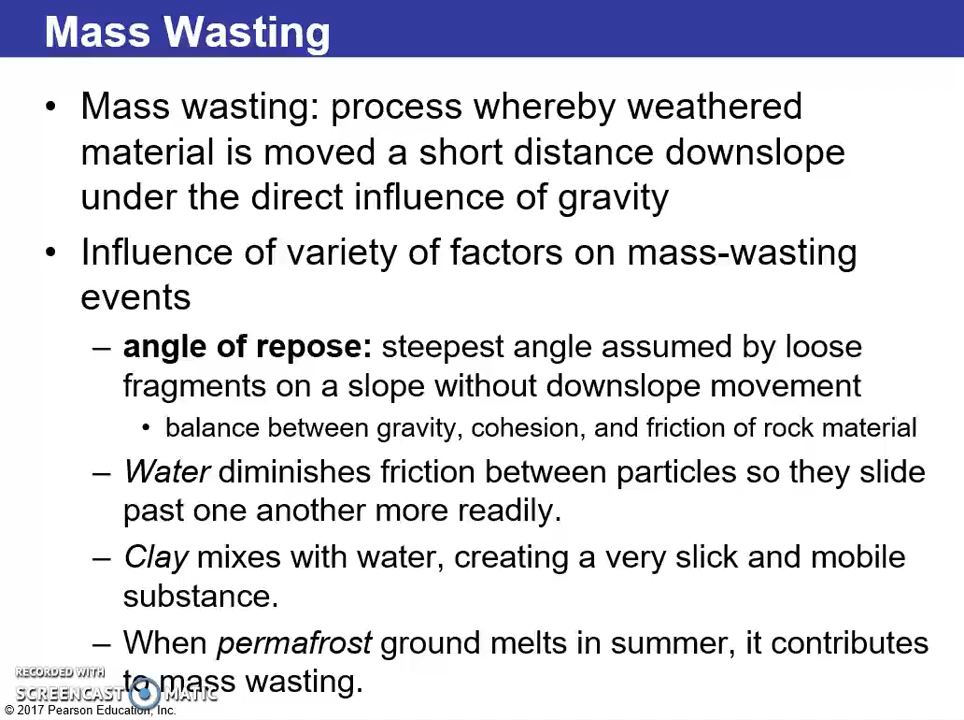 Mass Wasting
• Mass wasting: process whereby weathered
material is moved a short distance downslope
under the direct influence of gravity
• Influence of variety of factors on mass-wasting
events
– angle of repose: steepest angle assumed by loose
fragments on a slope without downslope movement
• balance between gravity, cohesion, and friction of rock material
– Water diminishes friction between particles so they slide
past one another more readily.
– Clay mixes with water, creating a very slick and mobile
substance.
– When permafrost ground melts in summer, it contributes
to mass wasting.
RECORDED WITH
SCREENCAST MATIC
© 2017 Pearson Education, Inc.